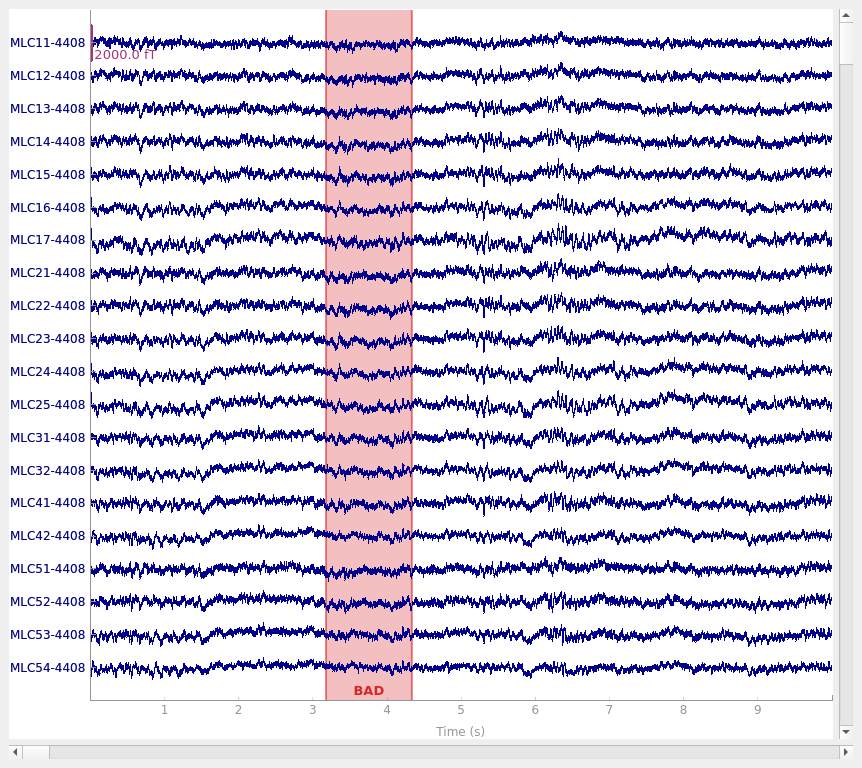 MLC11-4408
2000.0 fT
MLC12-4408
MLC13-4408
MLC14-4408
MLC15-4408
MLC16-4408
MLC17-4408
MLC21-4408
MLC22-4408
MLC23-4408
MLC24-4408
MLC25-4408
MLC31-4408
MLC32-4408
MLC41-4408
MLC42-4408
MLC51-4408
MLC52-4408
MLC53-4408
MLC54-4408
BAD
1 2 3 4 5 6 7 8 9
Time (s)